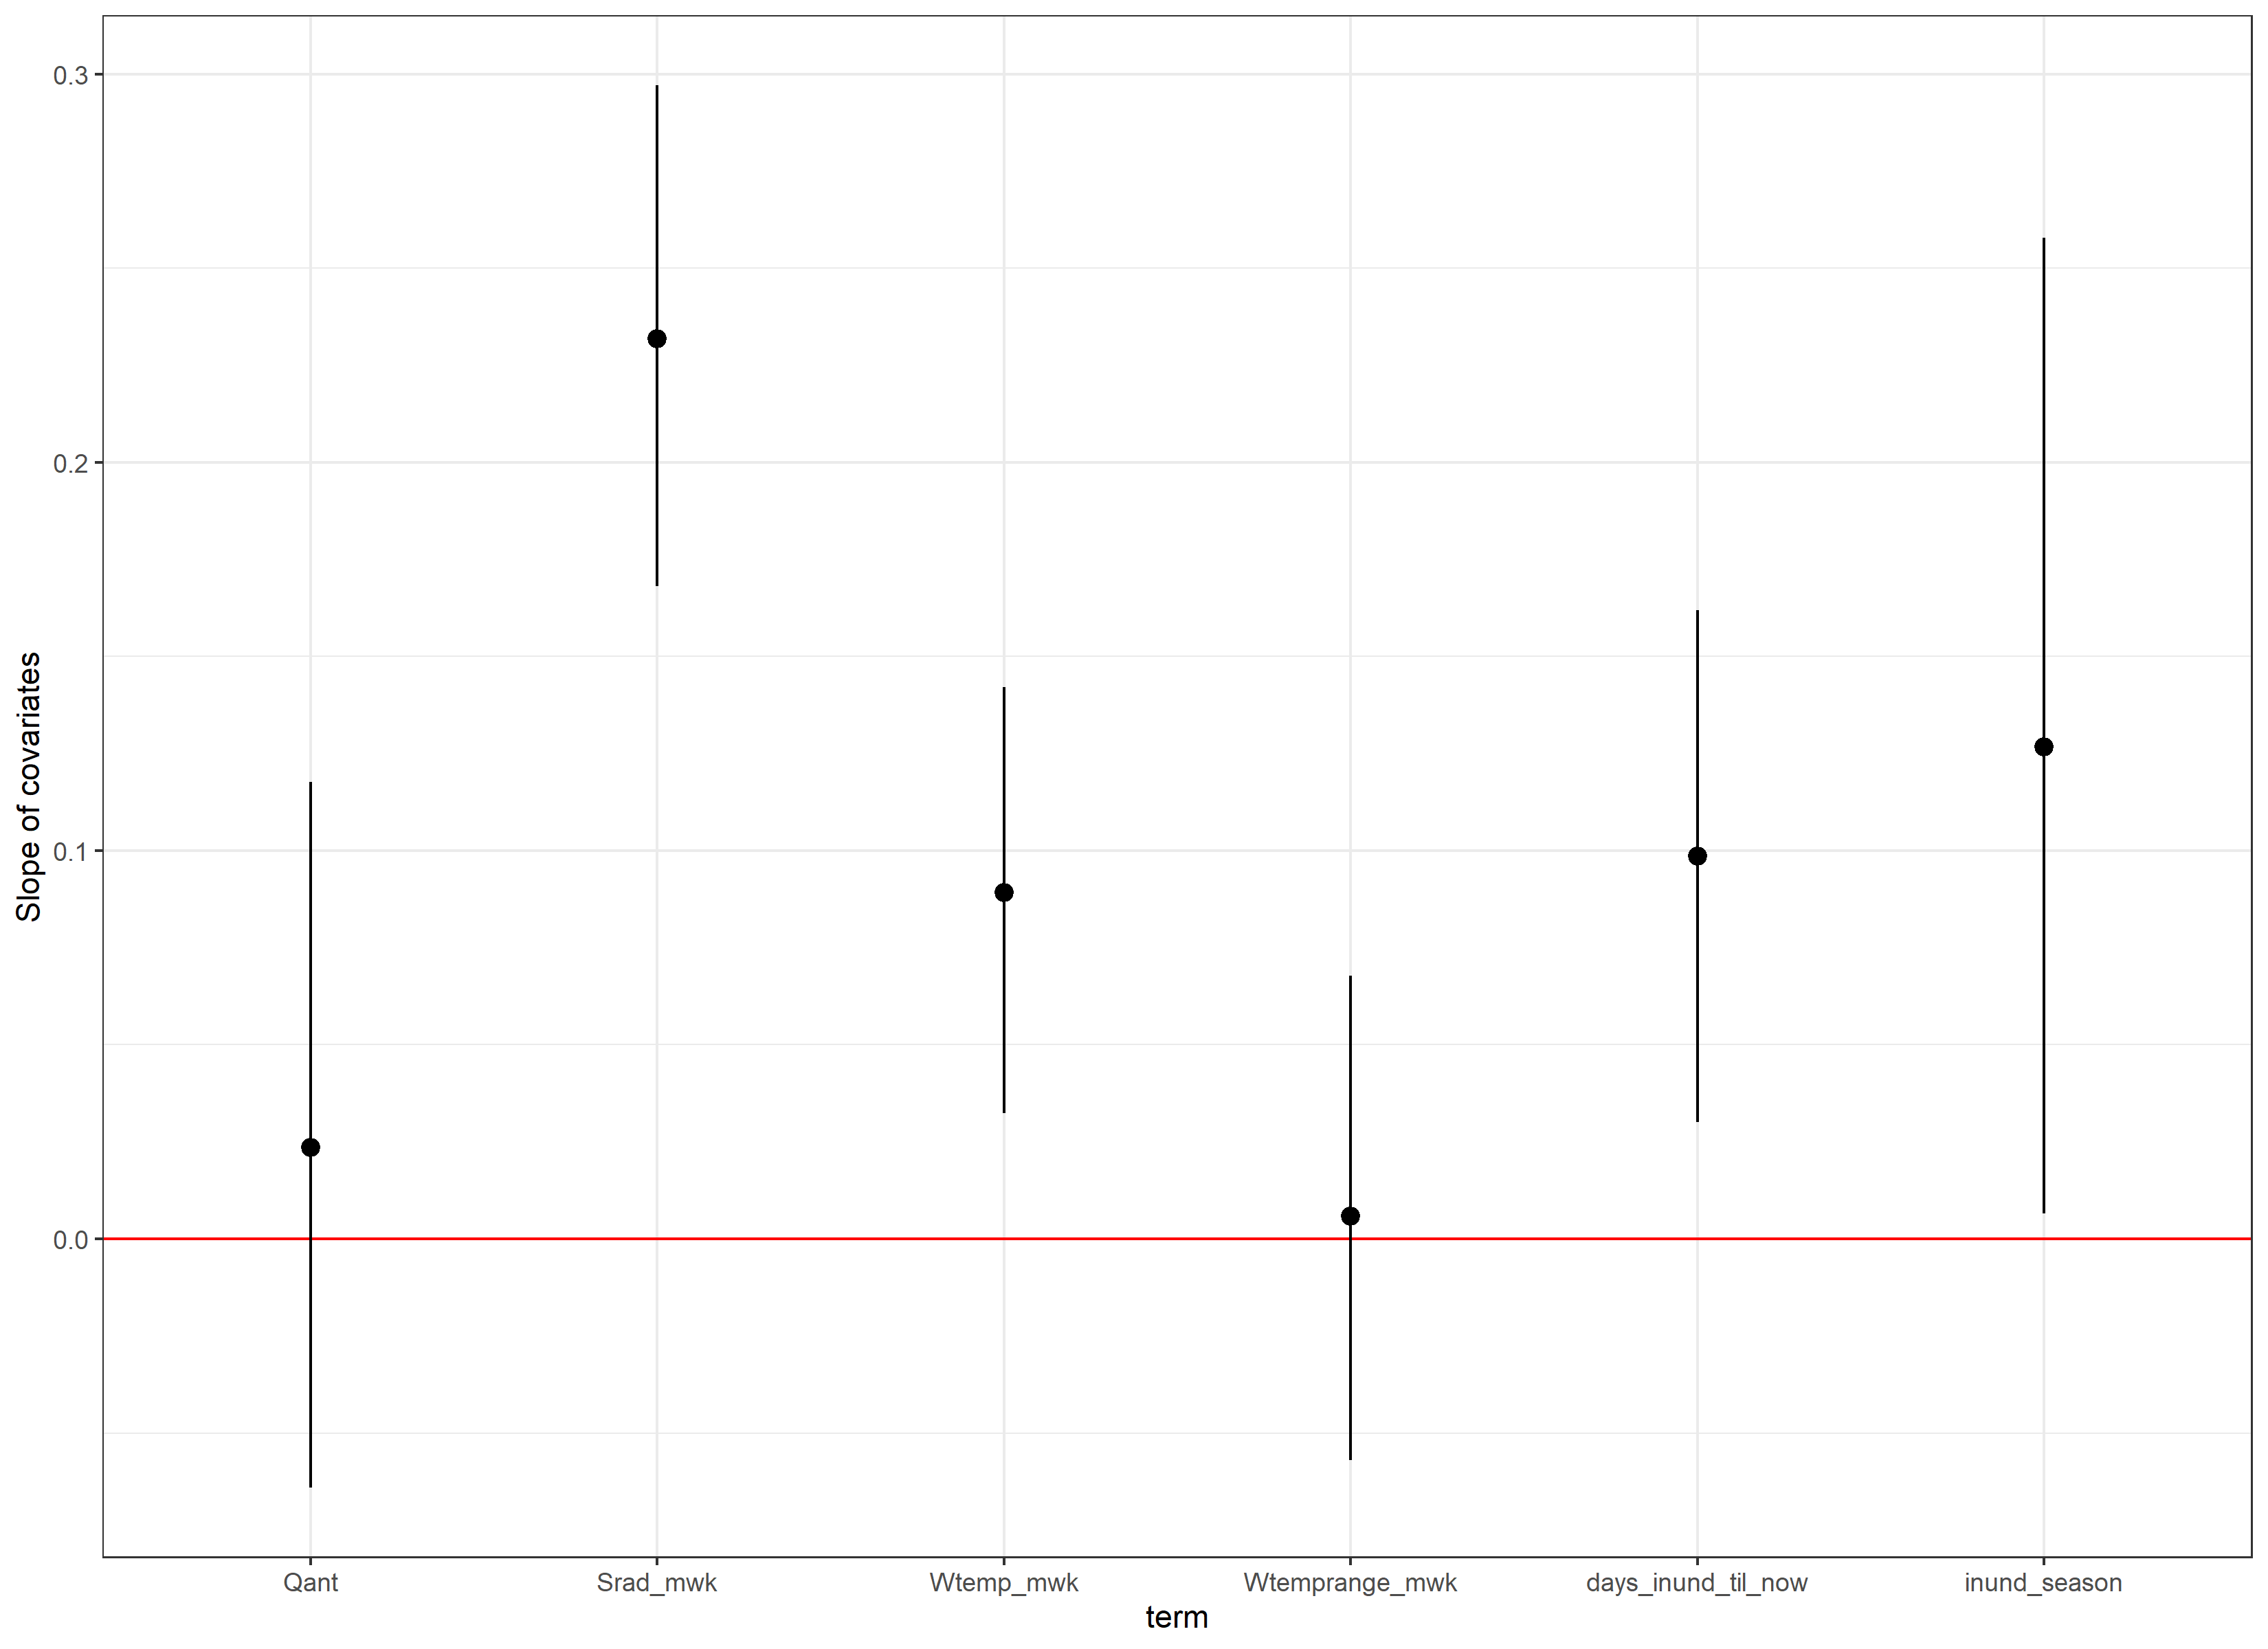 Slope of covariates
0.3
0.2
0.1
0.0
Qant Srad_mwk Wtemp_mwk Wtemprange_mwk days_inund_til_now inund_season
term